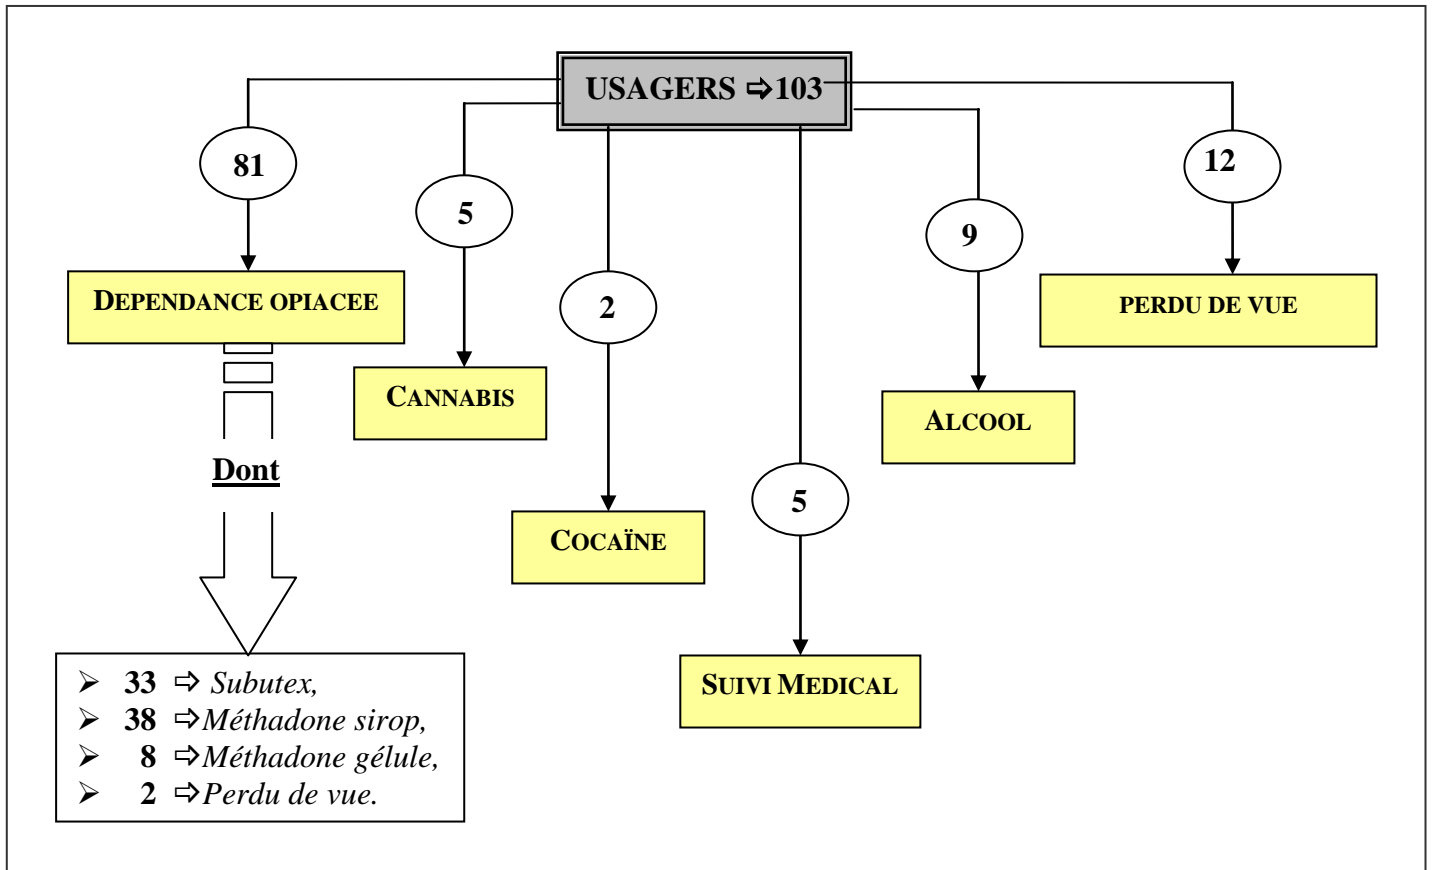 USAGERS ⇨103
81
5
2
5
9
12
DEPENDANCE OPIACEE
CANNABIS
COCAÏNE
SUIVI MEDICAL
ALCOOL
PERDU DE VUE
Dont
➢ 33 ⇨ Subutex,
➢ 38 ⇨Méthadone sirop,
➢ 8 ⇨Méthadone gélule,
➢ 2 ⇨Perdu de vue.